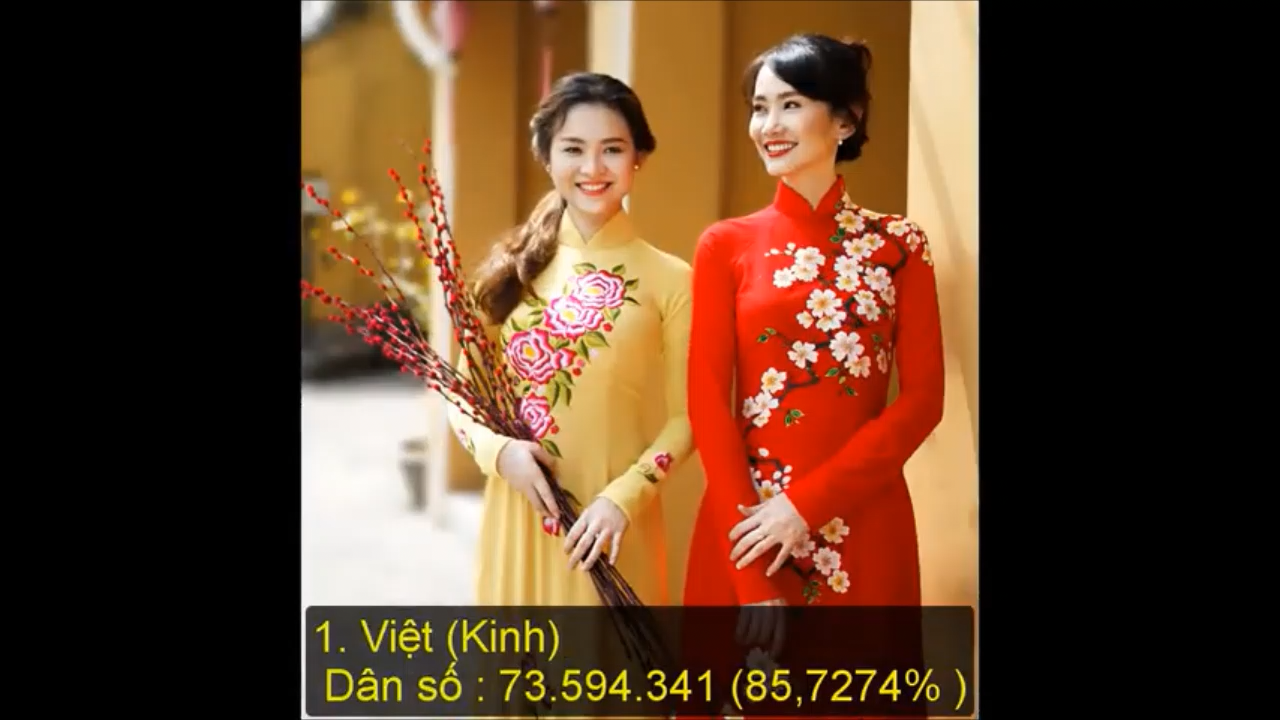 1. Việt (Kinh)
Dân số : 73.594.341 (85,7274% )